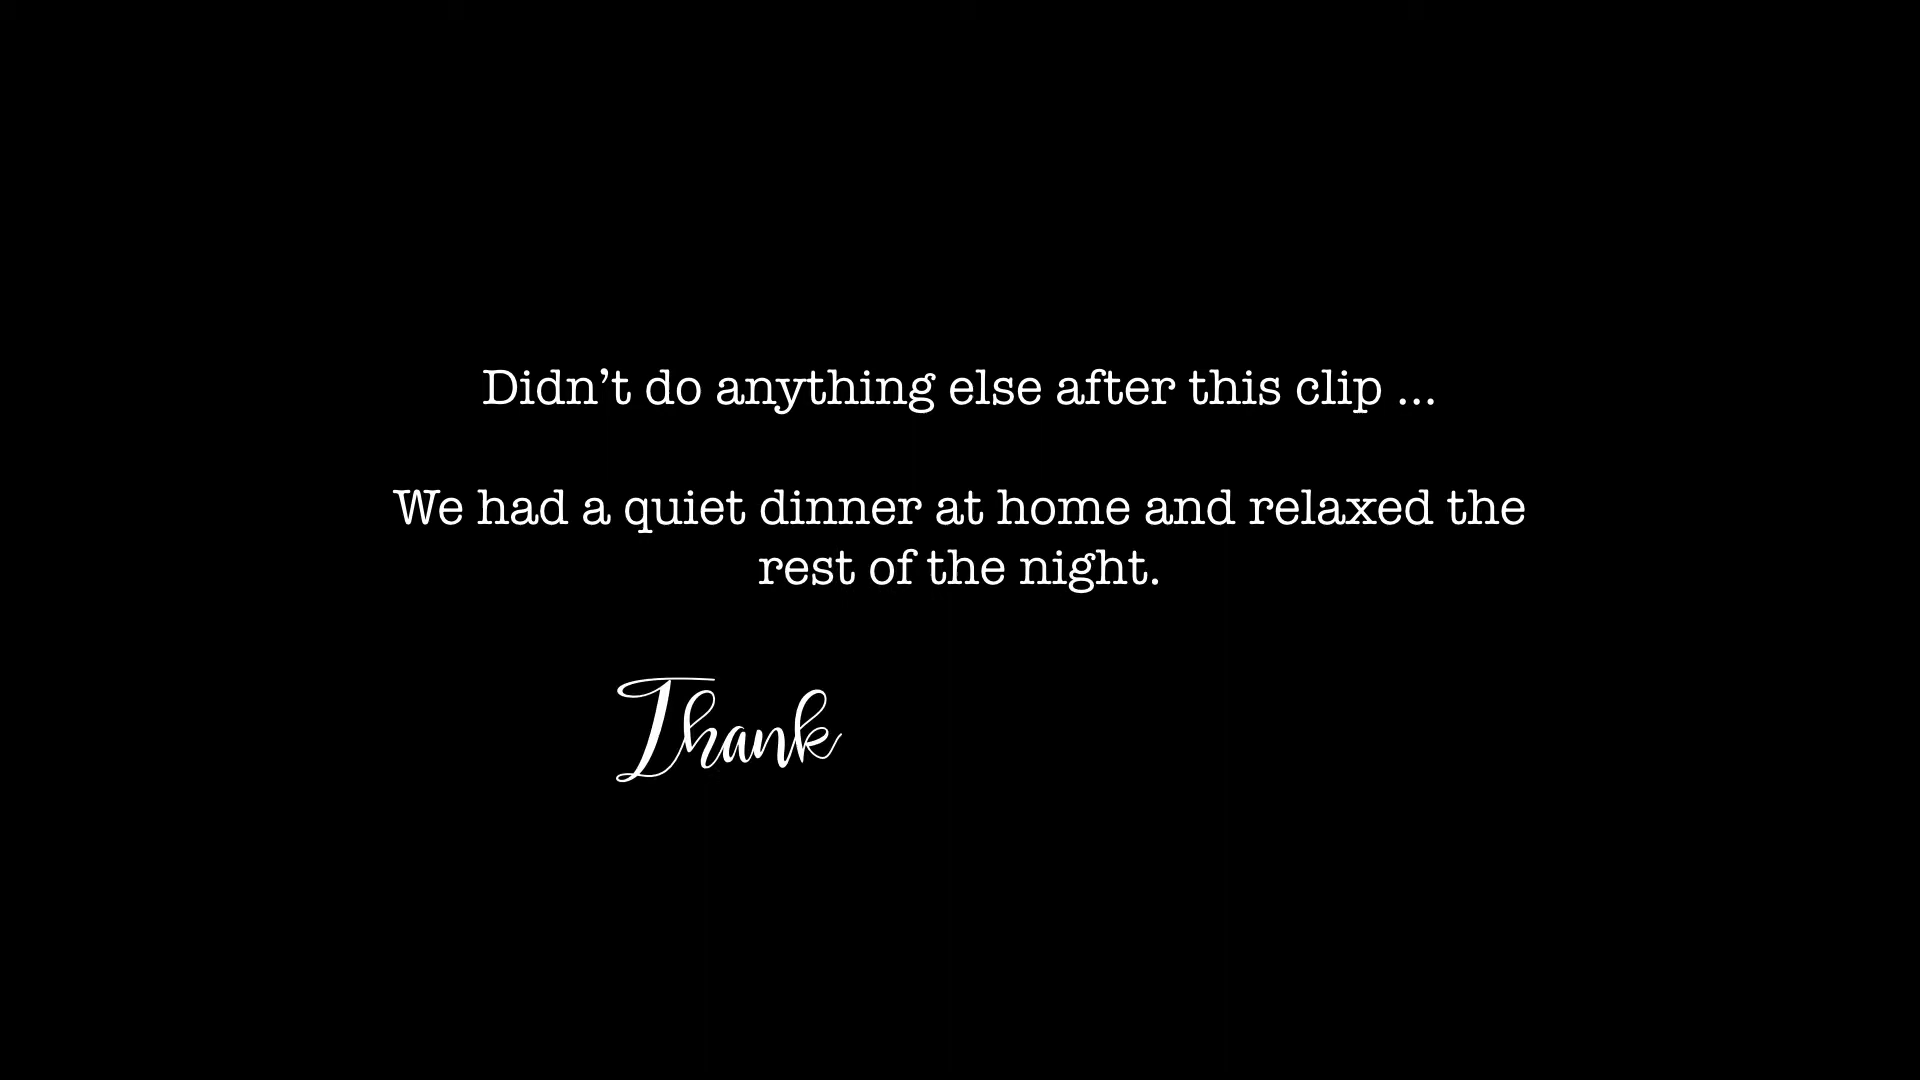 Didn’t do anything else after this clip ...
We had a quiet dinner at home and relaxed the
rest of the night.
Thank